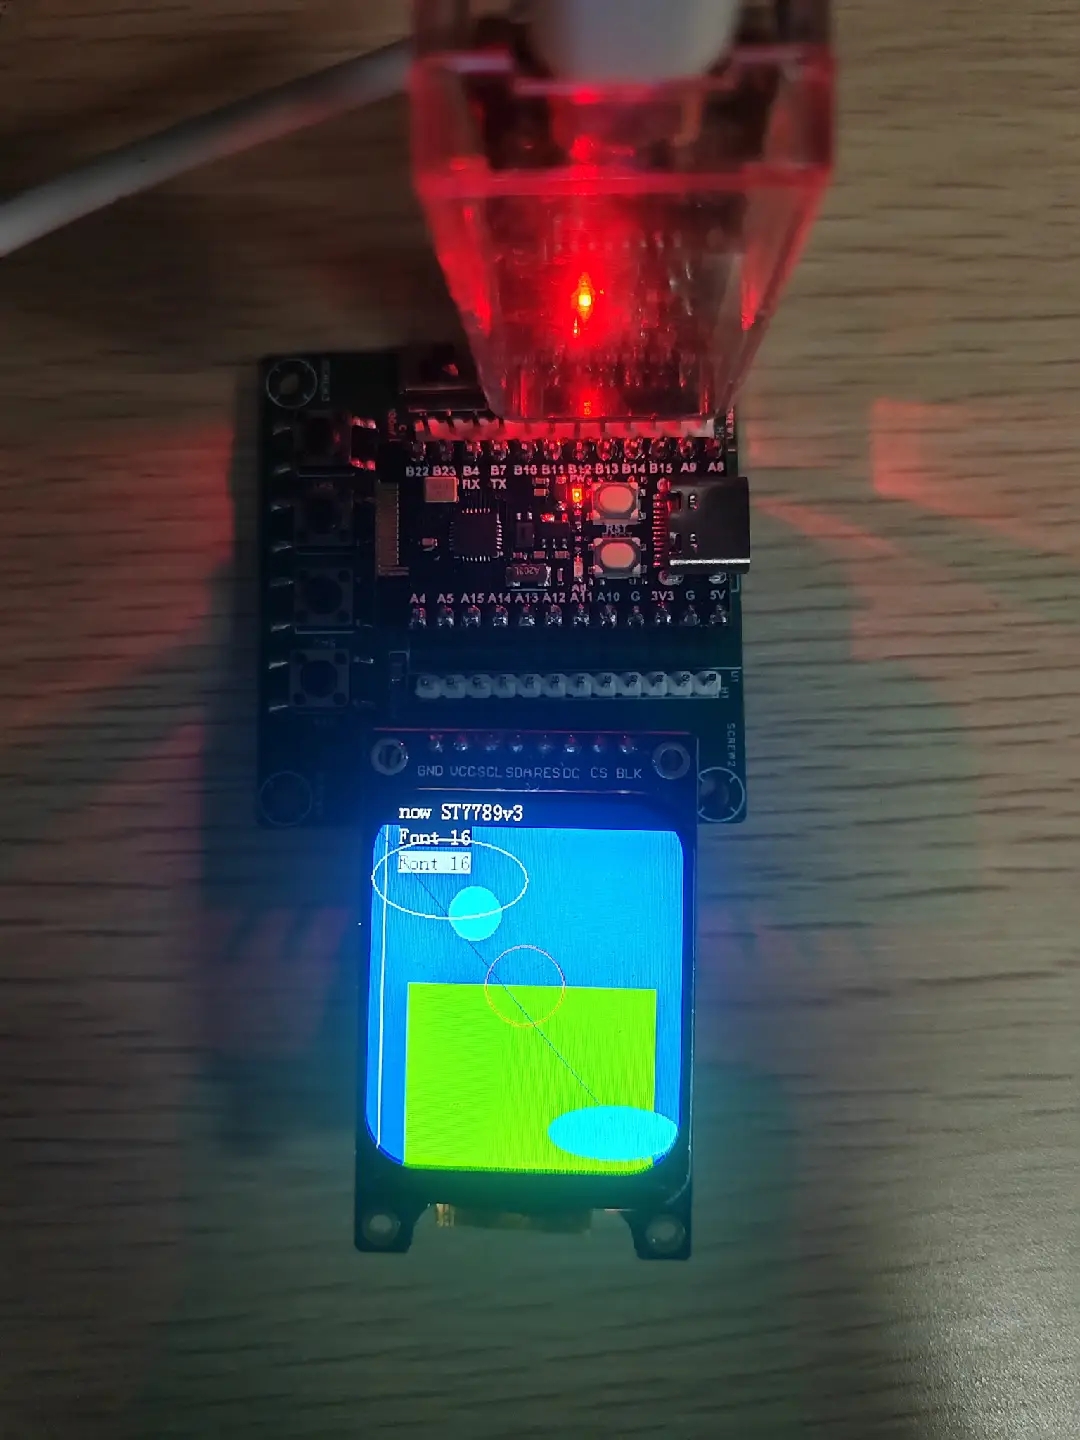 B22 B23 B4 B7 B10 B11 B12 B13 B14 B15 A9 A8
RX TX
RST
A4 A5 A15 A14 A13 A12 A11 A10 G 3V3 G 5V
SCREW2
GND VCC SCL SDA RES DC CS BLK
now ST7789v3
Font 16
Font 16